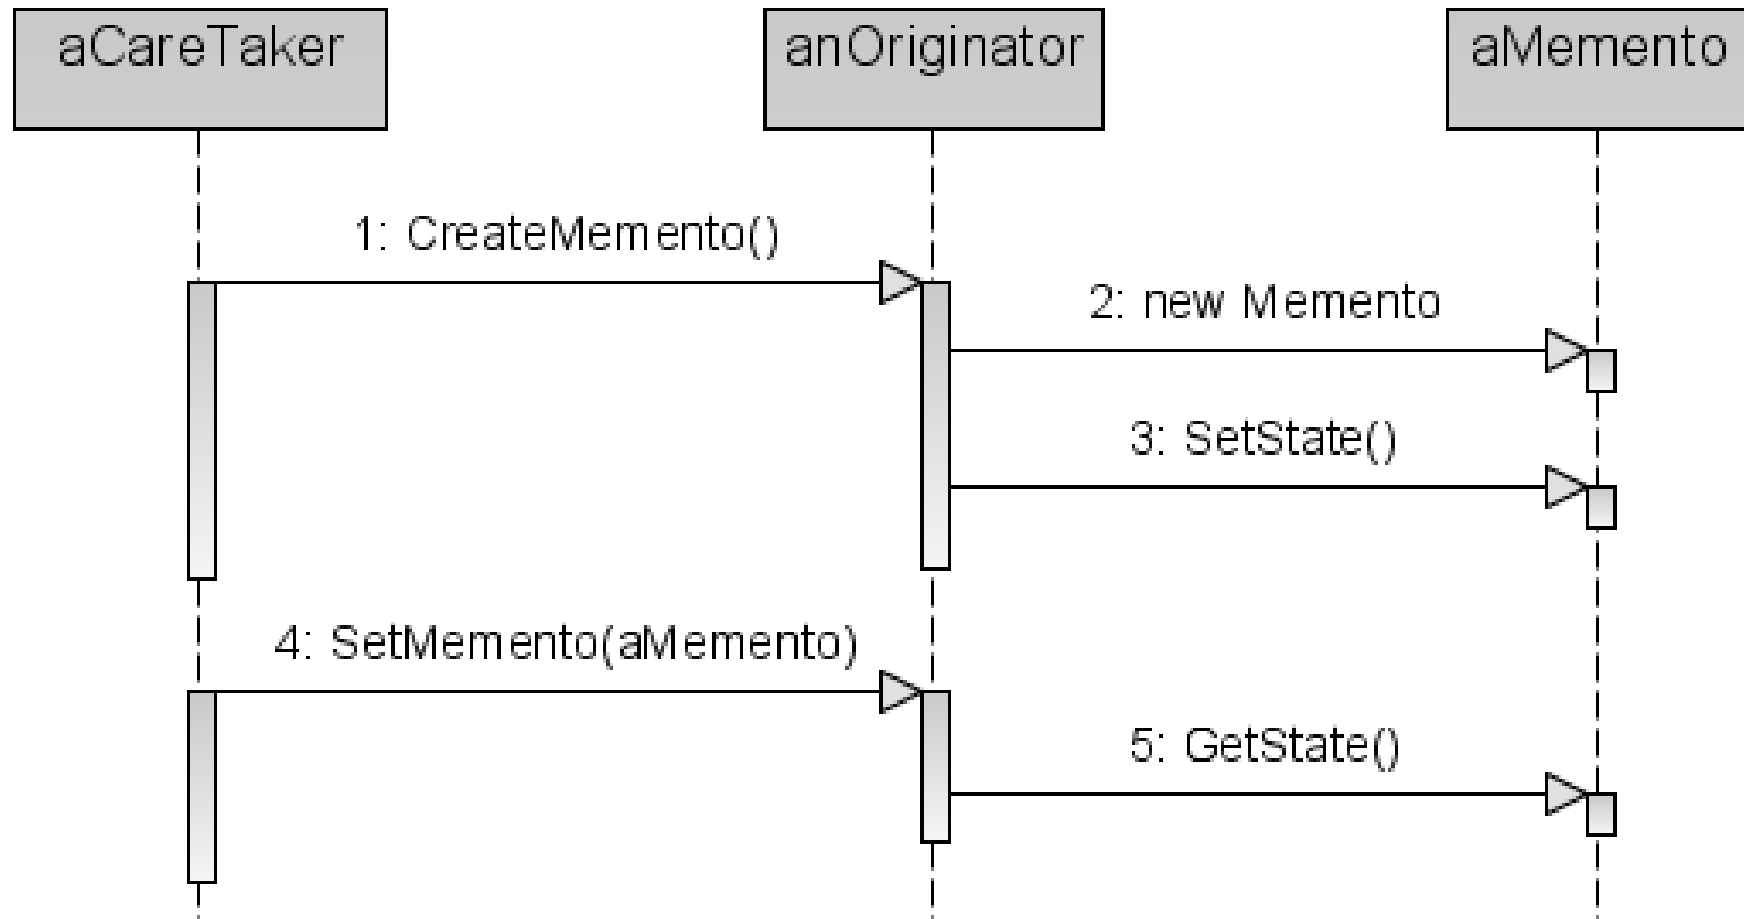 aCareTaker
anOriginator
aMemento
1: CreateMemento()
2: new Memento
3: SetState()
4: SetMemento(aMemento)
5: GetState()